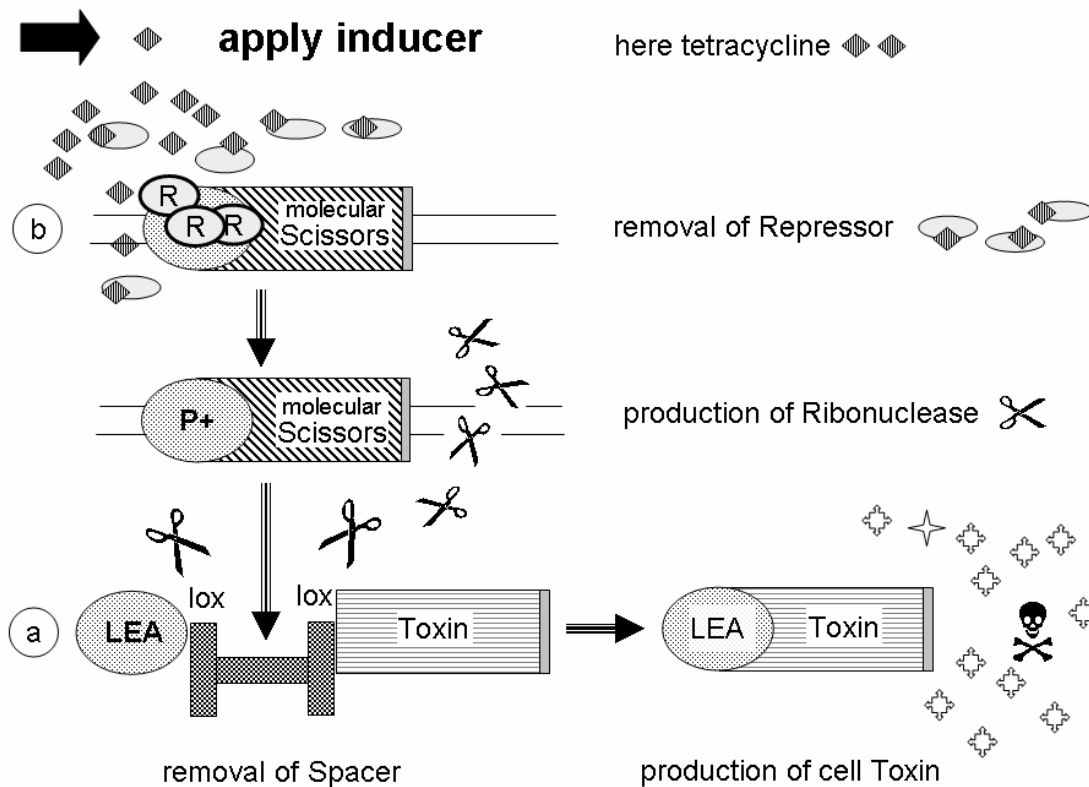 apply inducer
here tetracycline
R
R
R
molecular
Scissors
b
removal of Repressor
P+
molecular
Scissors
production of Ribonuclease
lox
lox
a
LEA
Toxin
LEA
Toxin
removal of Spacer
production of cell Toxin